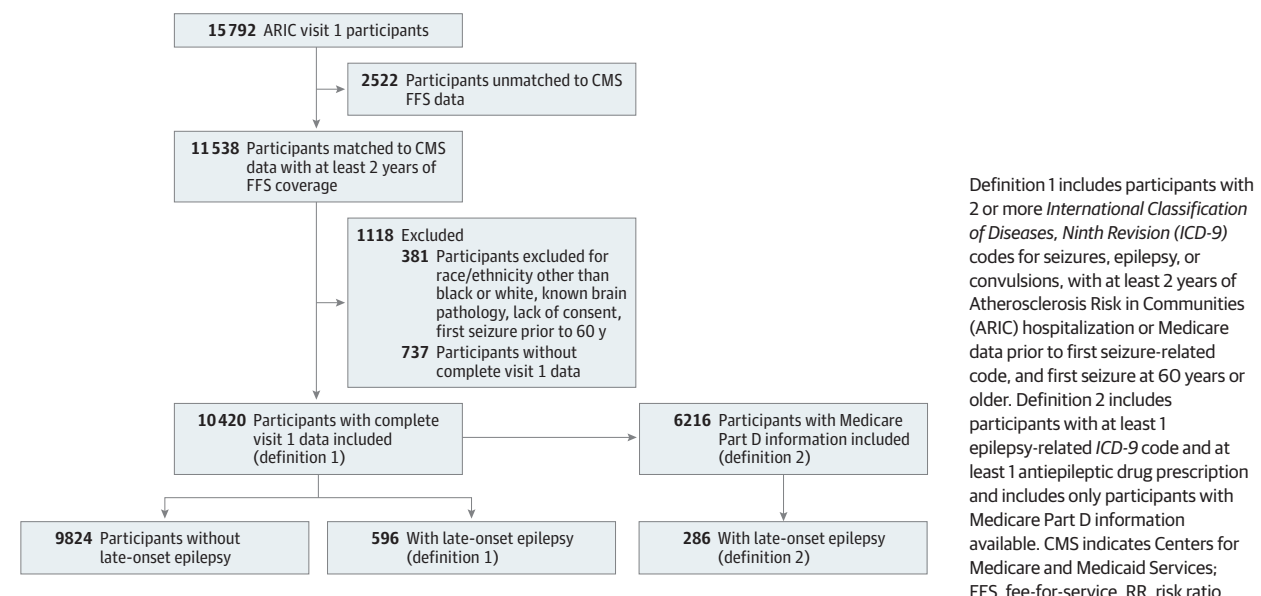 15792 ARIC visit 1 participants
2522 Participants unmatched to CMS
FFS data
11538 Participants matched to CMS
data with at least 2 years of
FFS coverage
1118 Excluded
381 Participants excluded for
race/ethnicity other than
black or white, known brain
pathology, lack of consent,
first seizure prior to 60 y
737 Participants without
complete visit 1 data
10420 Participants with complete
visit 1 data included
(definition 1)
6216 Participants with Medicare
Part D information included
(definition 2)
9824 Participants without
late-onset epilepsy
596 With late-onset epilepsy
(definition 1)
286 With late-onset epilepsy
(definition 2)
Definition 1 includes participants with
2 or more International Classification
of Diseases, Ninth Revision (ICD-9)
codes for seizures, epilepsy, or
convulsions, with at least 2 years of
Atherosclerosis Risk in Communities
(ARIC) hospitalization or Medicare
data prior to first seizure-related
code, and first seizure at 60 years or
older. Definition 2 includes
participants with at least 1
epilepsy-related ICD-9 code and at
least 1 antiepileptic drug prescription
and includes only participants with
Medicare Part D information
available. CMS indicates Centers for
Medicare and Medicaid Services;
FFS, fee-for-service, RR, risk ratio